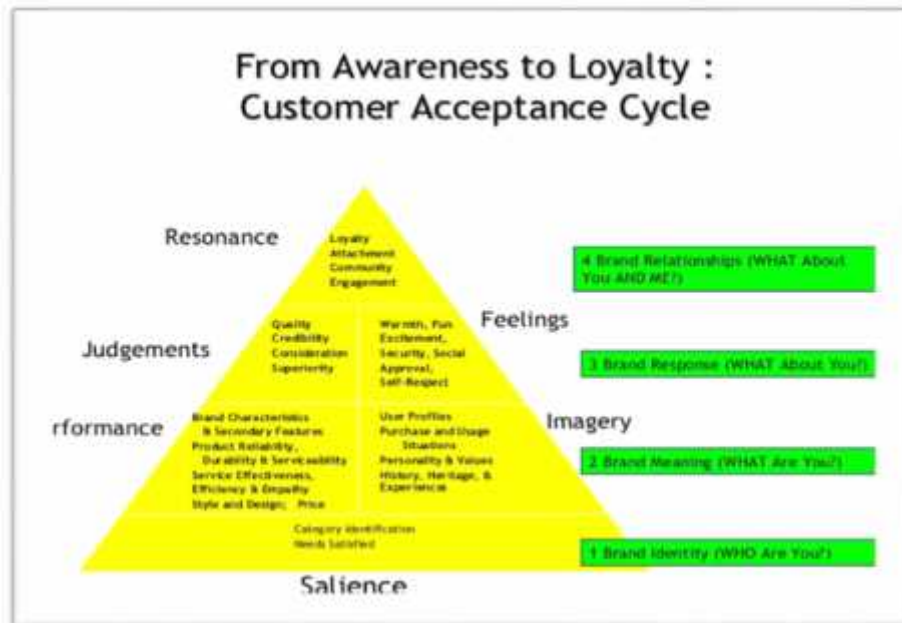 From Awareness to Loyalty :
Customer Acceptance Cycle
Resonance
Loyalty
Attachment
Community
Engagement
4 Brand Relationships (WHAT About
You AND ME?)
Judgements
Quality
Credibility
Consideration
Superiority
Warmth, Fun
Excitement,
Security, Social
Approval,
Self-Respect
Feelings
3 Brand Response (WHAT About You?)
rformance
Brand Characteristics
& Secondary Features
Product Reliability,
Durability & Serviceability
Service Effectiveness,
Efficiency & Empathy
Style and Design; Price
User Profiles
Purchase and Usage
Situations
Personality & Values
History, Heritage, &
Experiences
Imagery
2 Brand Meaning (WHAT Are You?)
Category Identification
Needs Satisfied
1 Brand Identity (WHO Are You?)
Salience